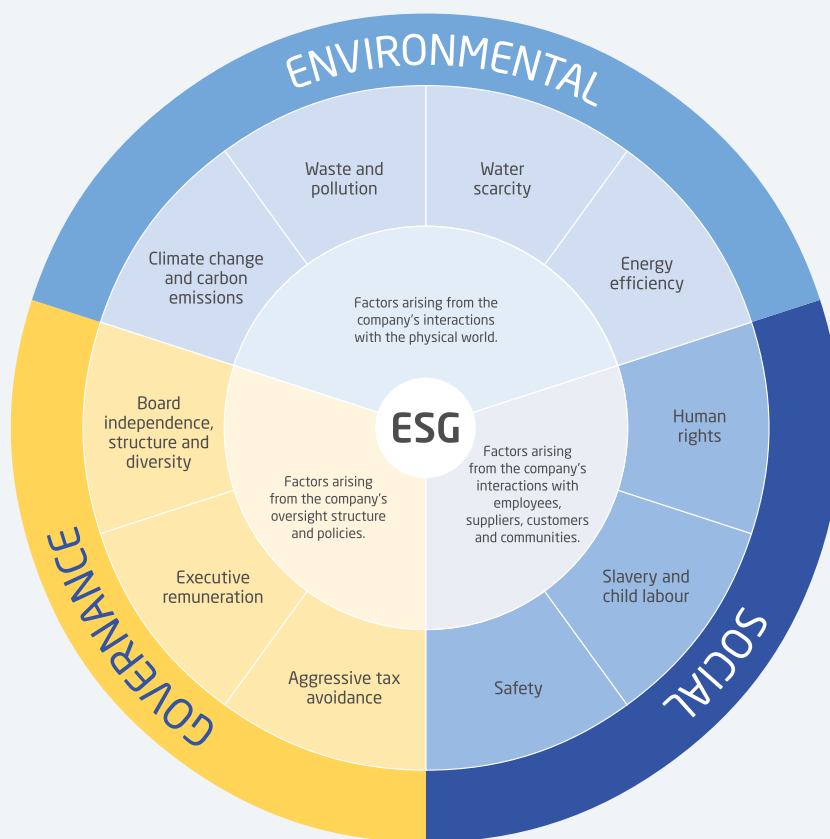 ENVIRONMENTAL
Waste and
pollution
Water
scarcity
Climate change
and carbon
emissions
Energy
efficiency
Factors arising from the
company's interactions
with the physical world.
ESG
Board
independence,
structure and
diversity
Human
rights
Factors arising
from the company's
oversight structure
and policies.
Factors arising
from the company's
interactions with
employees,
suppliers, customers
and communities.
Executive
remuneration
Slavery and
child labour
Aggressive tax
avoidance
Safety
GOVERNANCE
SOCIAL